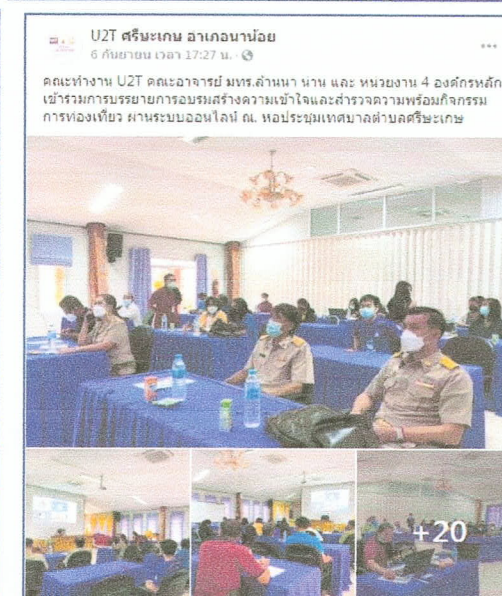 U2T ศรีษะเกษ อำเภอนาน้อย
6 กันยายน เวลา 17:27 น. ·
คณะทำงาน U2T คณะอาจารย์ มทร.ล้านนา น่าน และ หน่วยงาน 4 องค์กรหลัก
เข้าร่วมการบรรยายการอบรมสร้างความเข้าใจและสำรวจความพร้อมกิจกรรม
การท่องเที่ยว ผ่านระบบออนไลน์ ณ. หอประชุมเทศบาลตำบลศรีษะเกษ
+20